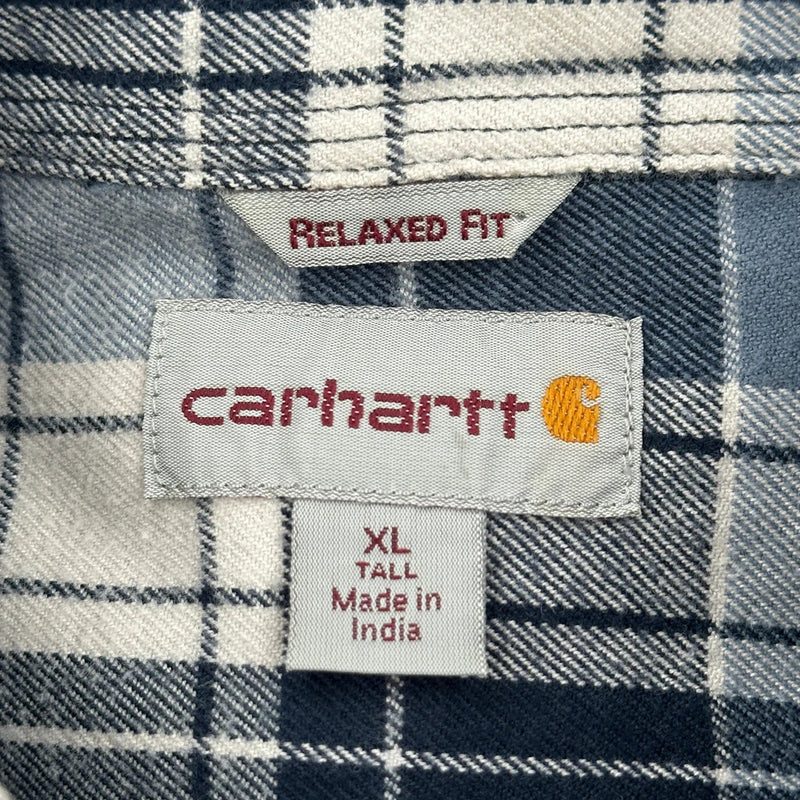 RELAXED FIT
carhartt
XL
TALL
Made in
India